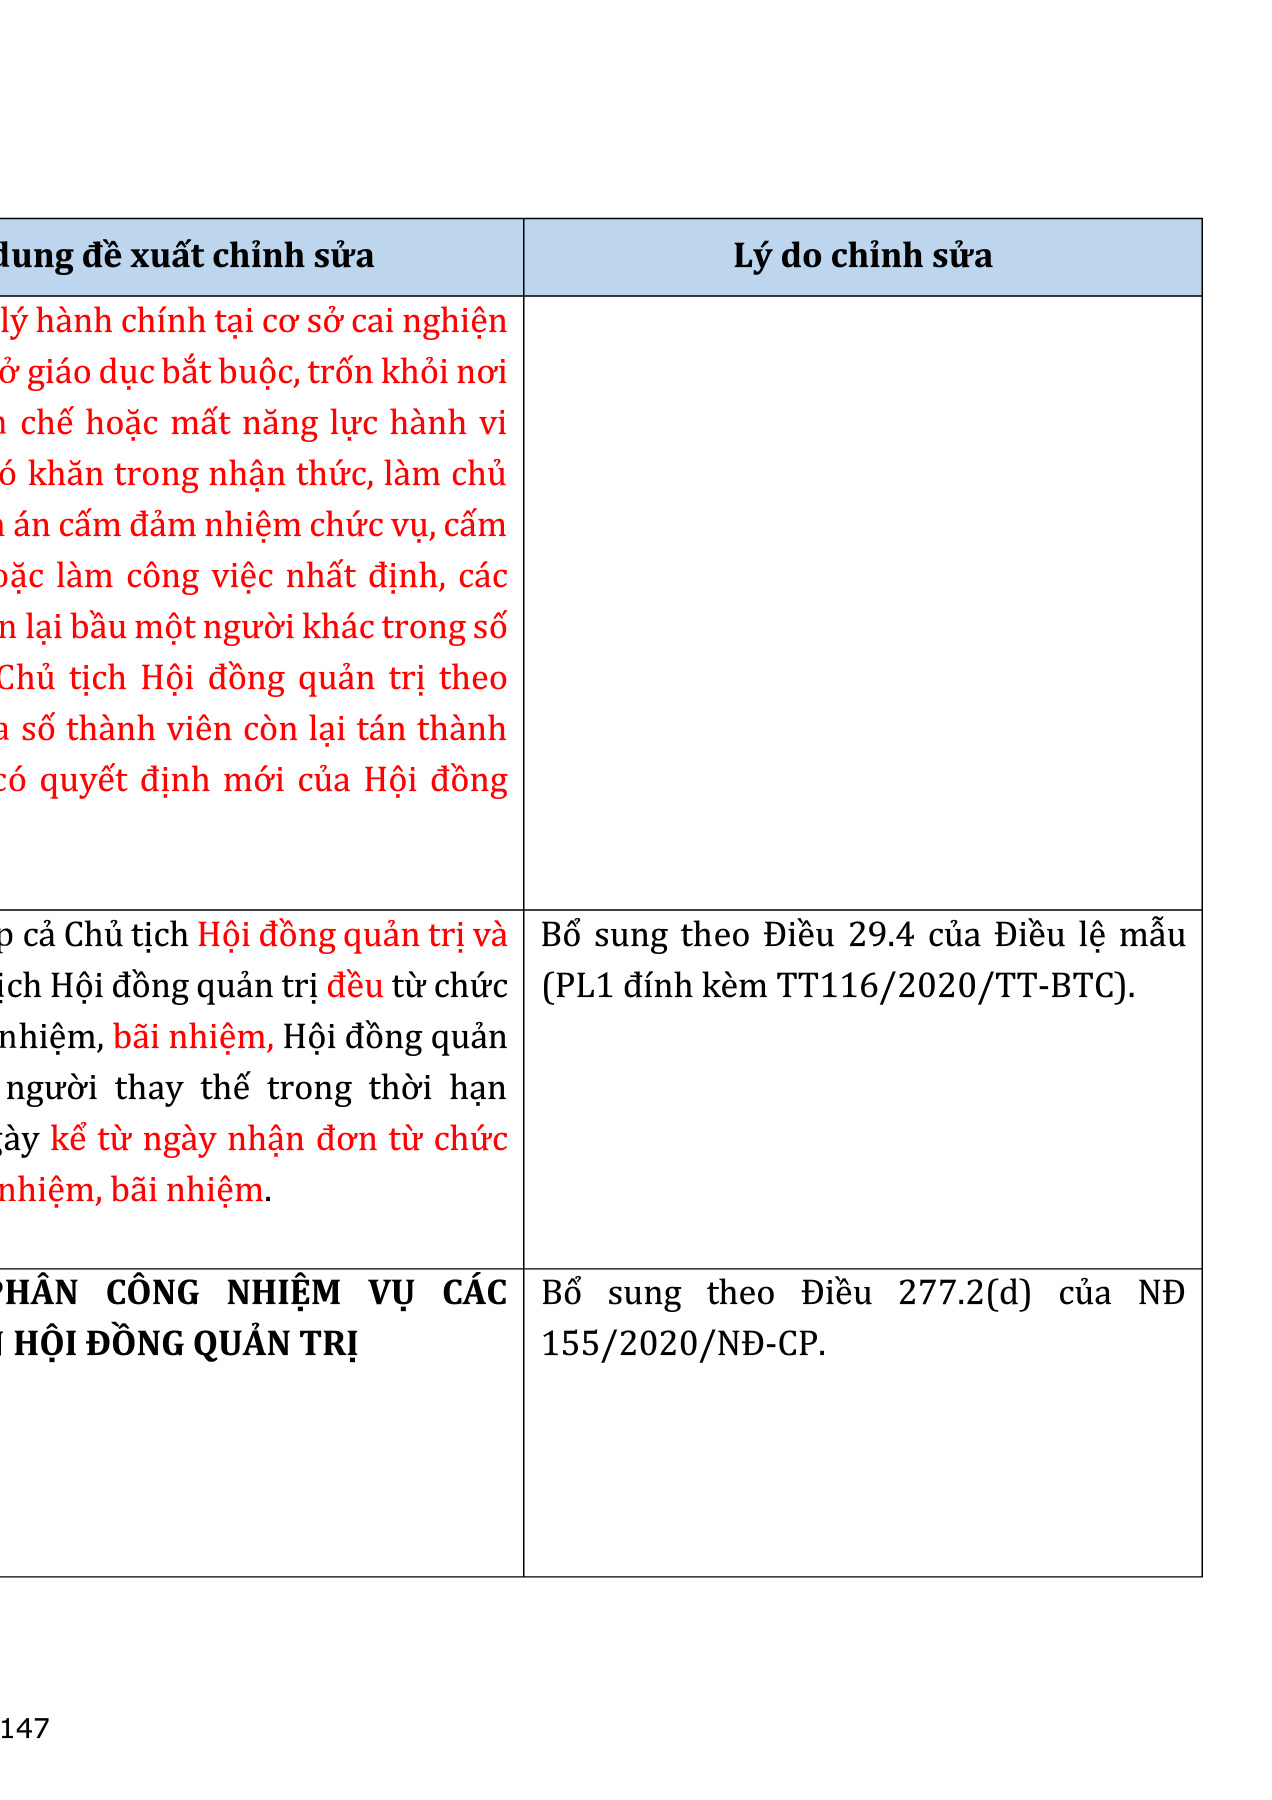 dung đề xuất chỉnh sửa
Lý do chỉnh sửa
lý hành chính tại cơ sở cai nghiện
ở giáo dục bắt buộc, trốn khỏi nơi
chế hoặc mất năng lực hành vi
ó khăn trong nhận thức, làm chủ
án cấm đảm nhiệm chức vụ, cấm
oặc làm công việc nhất định, các
n lại bầu một người khác trong số
Chủ tịch Hội đồng quản trị theo
a số thành viên còn lại tán thành
có quyết định mới của Hội đồng
p cả Chủ tịch Hội đồng quản trị và
ịch Hội đồng quản trị đều từ chức
nhiệm, bãi nhiệm, Hội đồng quản
người thay thế trong thời hạn
gày kể từ ngày nhận đơn từ chức
nhiệm, bãi nhiệm.
Bổ sung theo Điều 29.4 của Điều lệ mẫu
(PL1 đính kèm TT116/2020/TT-BTC).
PHÂN CÔNG NHIỆM VỤ CÁC
HỘI ĐỒNG QUẢN TRỊ
Bổ sung theo Điều 277.2(d) của NĐ
155/2020/NĐ-CP.
147